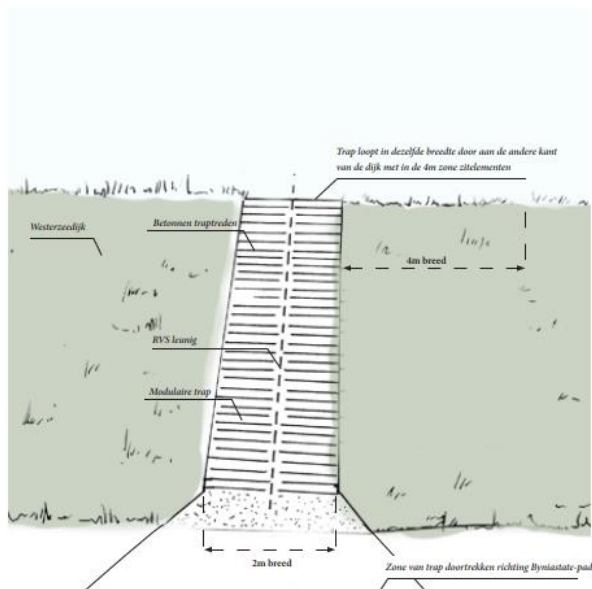 Trap loopt in dezelfde breedte door aan de andere kant
van de dijk met in de 4m zone zitelementen
Westerzeedijk
Betonnen traptreden
4m breed
RVS leunig
Modulaire trap
2m breed
Zone van trap doortrekken richting Byniastate-pad